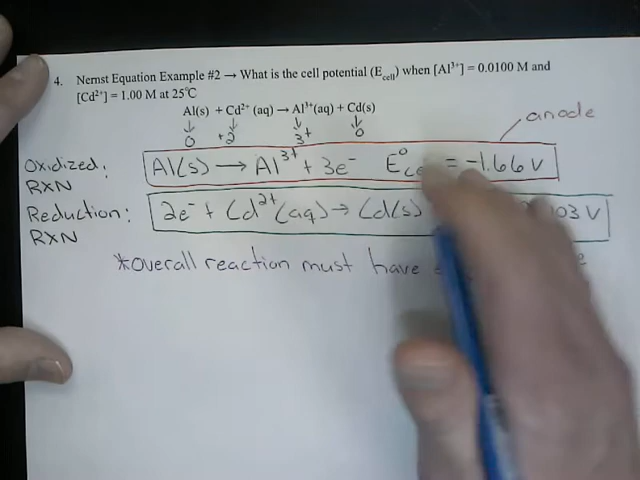 4. Nernst Equation Example #2 → What is the cell potential (Ecell) when [Al³⁺] = 0.0100 M and
[Cd²⁺] = 1.00 M at 25°C
Al(s) + Cd²⁺ (aq) → Al³⁺(aq) + Cd(s)
0 +2 3+ 0
anode
Oxidized: Al(s) → Al³⁺ + 3e⁻ E° = -1.66 V
RXN
Reduction: 2e⁻ + Cd²⁺(aq) → Cd(s) 03 V
RXN
*overall reaction must have